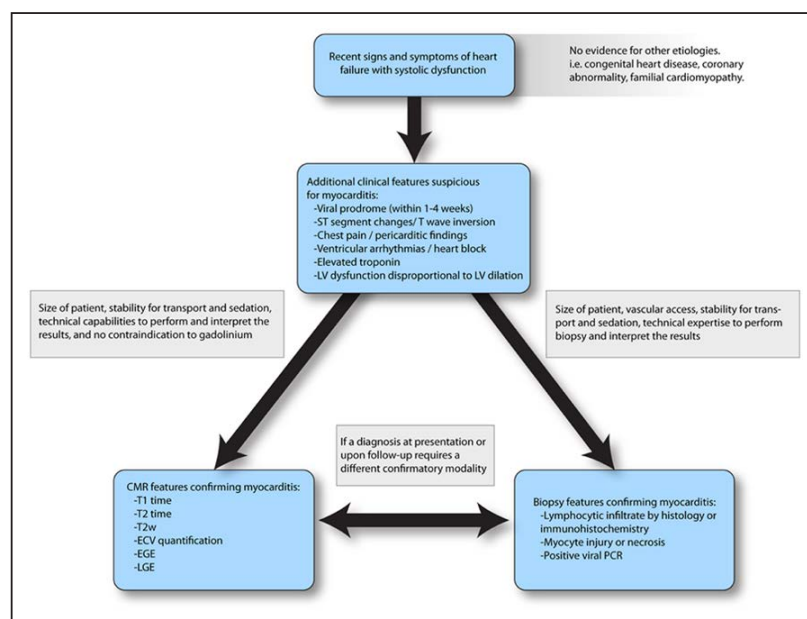 Recent signs and symptoms of heart
failure with systolic dysfunction
No evidence for other etiologies.
i.e. congenital heart disease, coronary
abnormality, familial cardiomyopathy.
Additional clinical features suspicious
for myocarditis:
-Viral prodrome (within 1-4 weeks)
-ST segment changes/ T wave inversion
-Chest pain / pericarditic findings
-Ventricular arrhythmias / heart block
-Elevated troponin
-LV dysfunction disproportional to LV dilation
Size of patient, stability for transport and sedation,
technical capabilities to perform and interpret the
results, and no contraindication to gadolinium
Size of patient, vascular access, stability for trans-
port and sedation, technical expertise to perform
biopsy and interpret the results
If a diagnosis at presentation or
upon follow-up requires a
different confirmatory modality
CMR features confirming myocarditis:
-T1 time
-T2 time
-T2w
-ECV quantification
-EGE
-LGE
Biopsy features confirming myocarditis:
-Lymphocytic infiltrate by histology or
immunohistochemistry
-Myocyte injury or necrosis
-Positive viral PCR